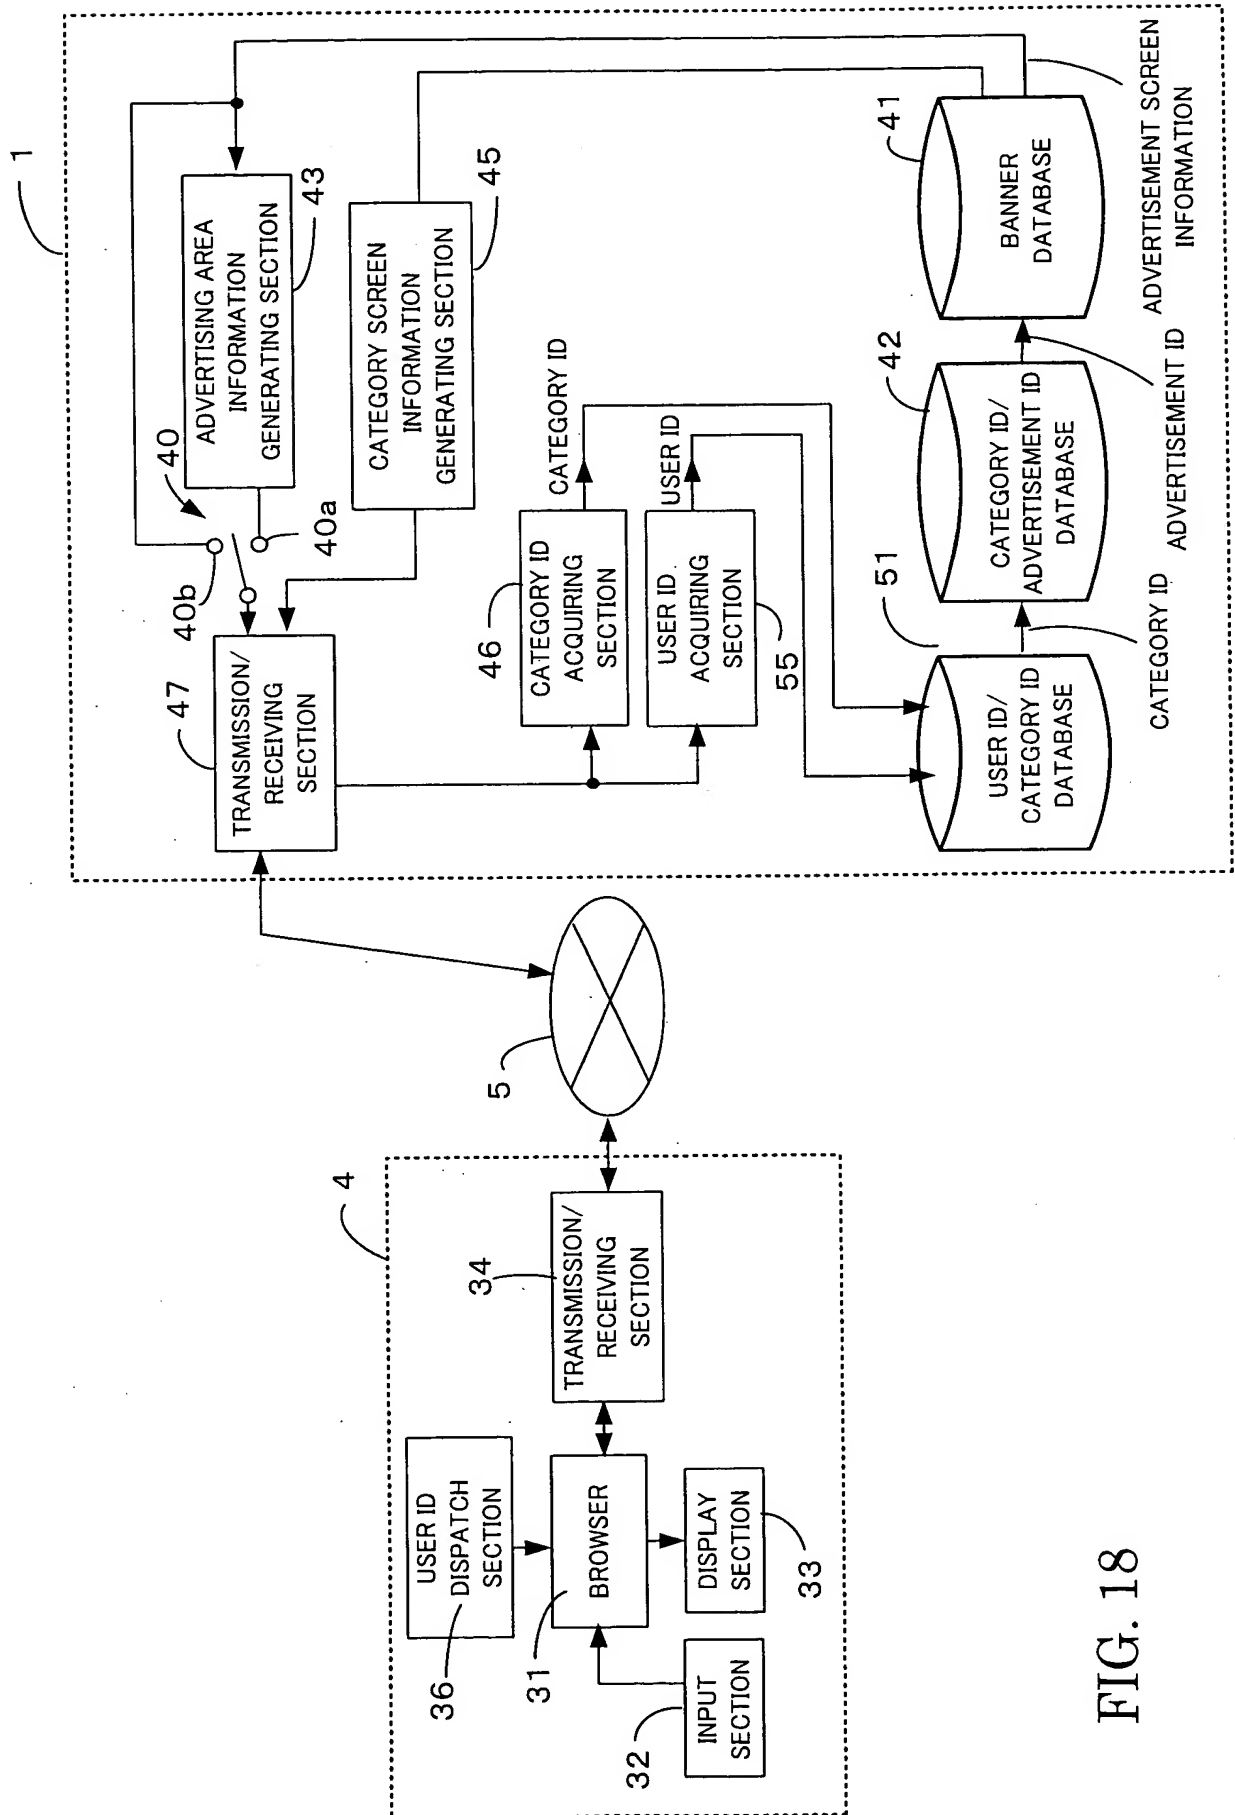 1
40
40b
40a
ADVERTISING AREA
INFORMATION
GENERATING SECTION
43
47
TRANSMISSION/
RECEIVING
SECTION
CATEGORY SCREEN
INFORMATION
GENERATING SECTION
45
46
CATEGORY ID
ACQUIRING
SECTION
CATEGORY ID
USER ID
ACQUIRING
SECTION
55
USER ID
USER ID/
CATEGORY ID
DATABASE
51
CATEGORY ID/
ADVERTISEMENT ID
DATABASE
42
BANNER
DATABASE
41
CATEGORY ID
ADVERTISEMENT ID
ADVERTISEMENT SCREEN
INFORMATION
5
4
36
USER ID
DISPATCH
SECTION
34
TRANSMISSION/
RECEIVING
SECTION
31
BROWSER
32
INPUT
SECTION
DISPLAY
SECTION
33
FIG. 18